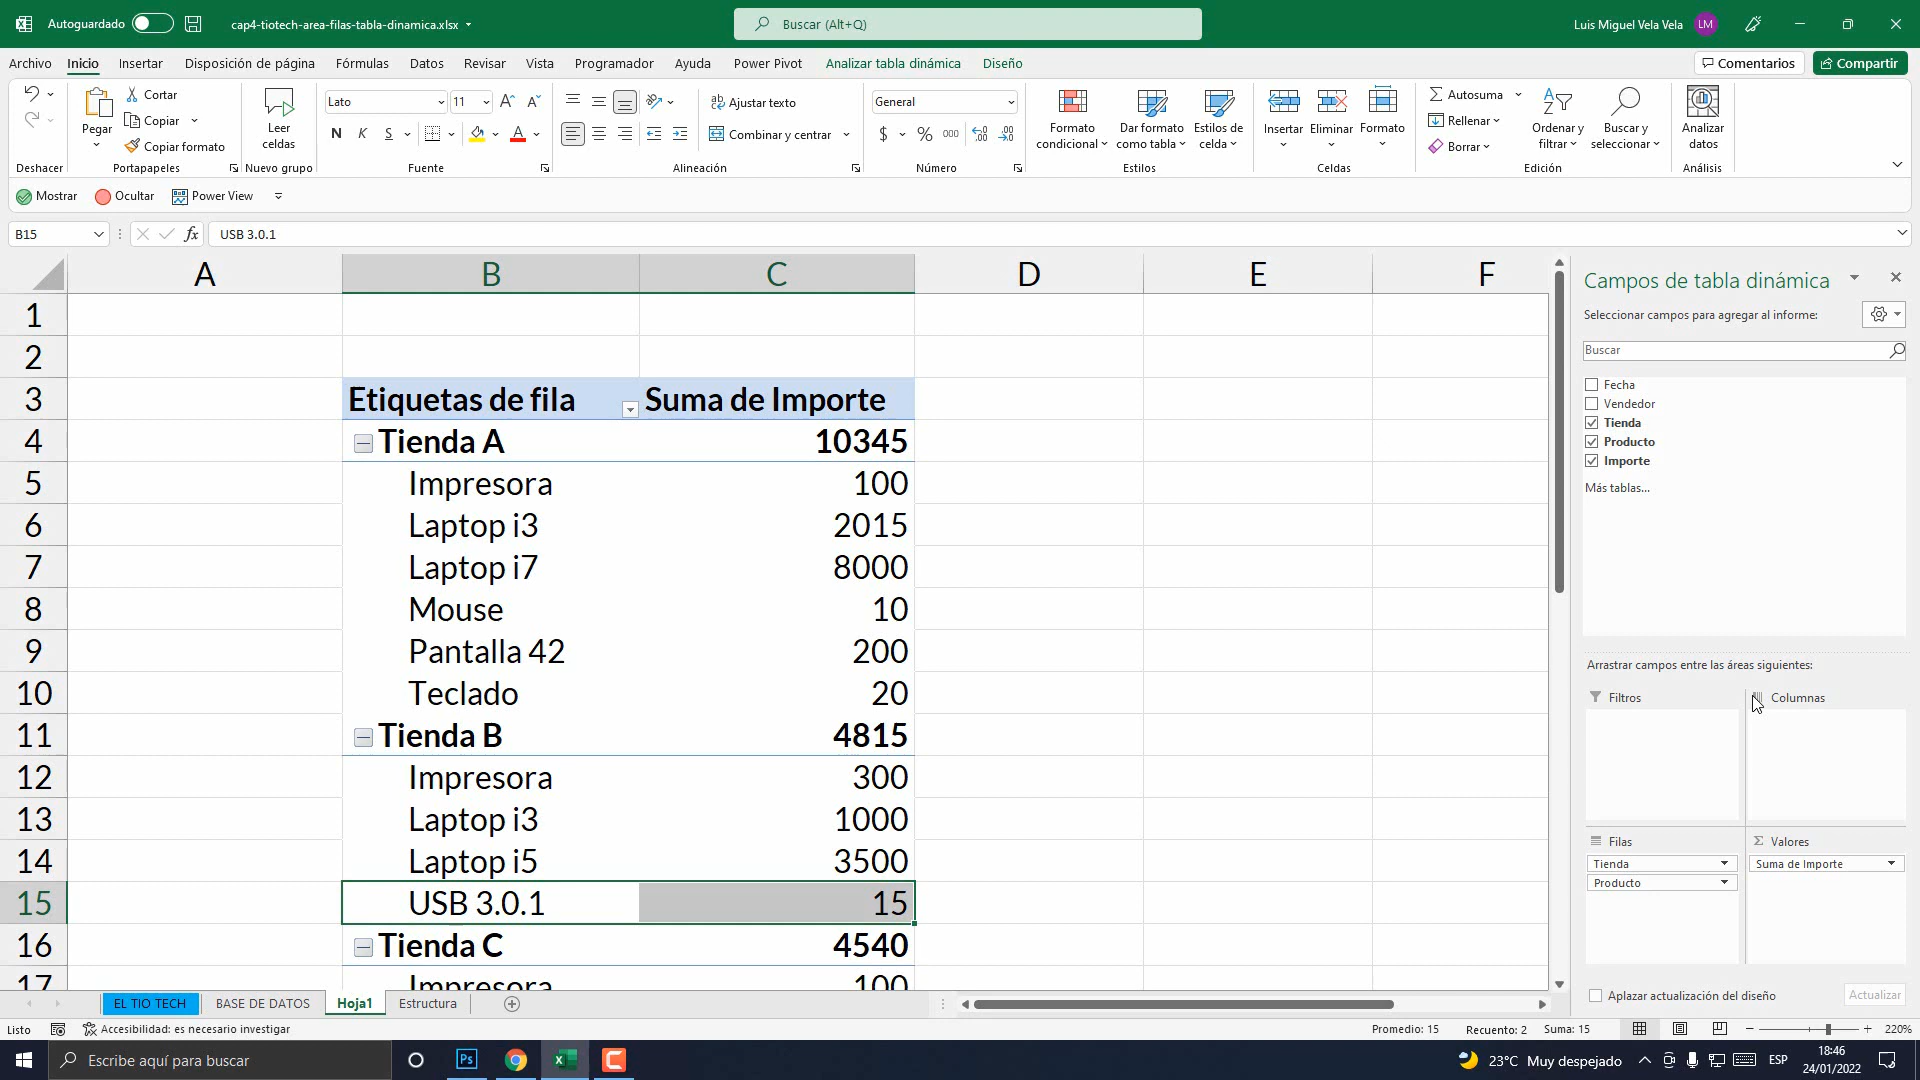 Autoguardado
cap4-tiotech-area-filas-tabla-dinamica.xlsx
Buscar (Alt+Q)
Luis Miguel Vela Vela LM
Archivo Inicio Insertar Disposición de página Fórmulas Datos Revisar Vista Programador Ayuda Power Pivot Analizar tabla dinámica Diseño Comentarios Compartir
Pegar Cortar Copiar Copiar formato
Leer celdas
Lato 11
N K S
Ajustar texto
Combinar y centrar
General
$ % 000
Formato condicional
Dar formato como tabla
Estilos de celda
Insertar Eliminar Formato
Autosuma
Rellenar
Borrar
Ordenar y filtrar
Buscar y seleccionar
Analizar datos
Deshacer Portapapeles Nuevo grupo Fuente Alineación Número Estilos Celdas Edición Análisis
Mostrar Ocultar Power View
B15 fx USB 3.0.1
A B C D E F
1
2
3 Etiquetas de fila Suma de Importe
4 Tienda A 10345
5 Impresora 100
6 Laptop i3 2015
7 Laptop i7 8000
8 Mouse 10
9 Pantalla 42 200
10 Teclado 20
11 Tienda B 4815
12 Impresora 300
13 Laptop i3 1000
14 Laptop i5 3500
15 USB 3.0.1 15
16 Tienda C 4540
17 Impresora 100
Campos de tabla dinámica
Seleccionar campos para agregar al informe:
Buscar
Fecha
Vendedor
Tienda
Producto
Importe
Más tablas...
Arrastrar campos entre las áreas siguientes:
Filtros Columnas
Filas Σ Valores
Tienda Suma de Importe
Producto
Aplazar actualización del diseño Actualizar
EL TIO TECH BASE DE DATOS Hoja1 Estructura
Listo Accesibilidad: es necesario investigar Promedio: 15 Recuento: 2 Suma: 15 220%
Escribe aquí para buscar
Ps
23°C Muy despejado
ESP
18:46
24/01/2022